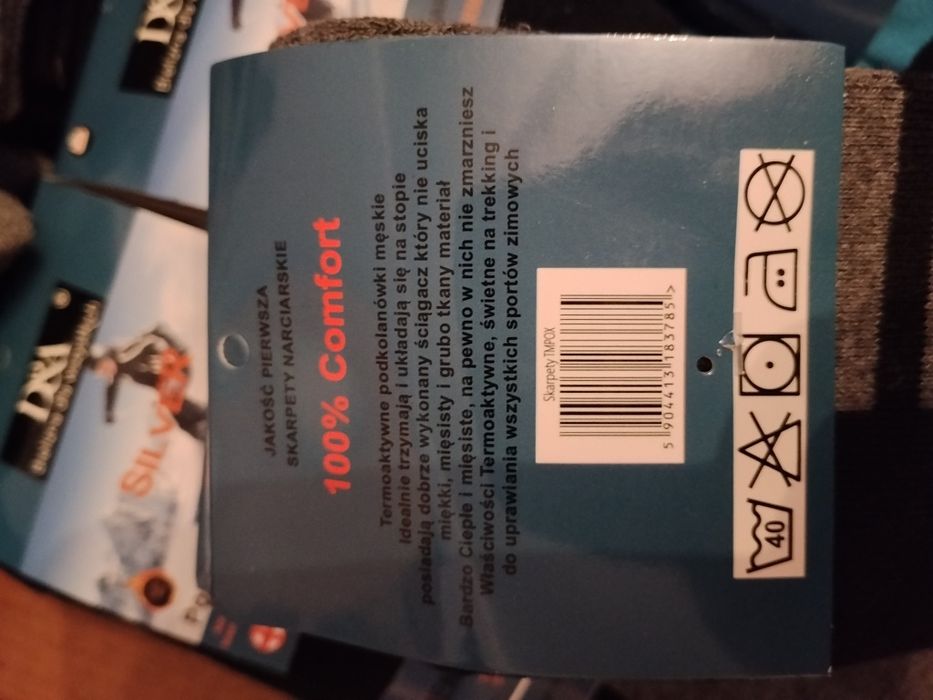 JAKOŚĆ PIERWSZA
SKARPETY NARCIARSKIE
100% Comfort
Termoaktywne podkolanówki męskie
Idealnie trzymają i układają się na stopie
posiadają dobrze wykonany ściągacz który nie uciska
miękki, mięsisty i grubo tkany materiał
Bardzo Ciepłe i mięsiste, na pewno w nich nie zmarzniesz
Właściwości Termoaktywne, świetne na trekking i
do uprawiania wszystkich sportów zimowych
Skarpety TMPOX
5 904413 183785 >
40
SILVER